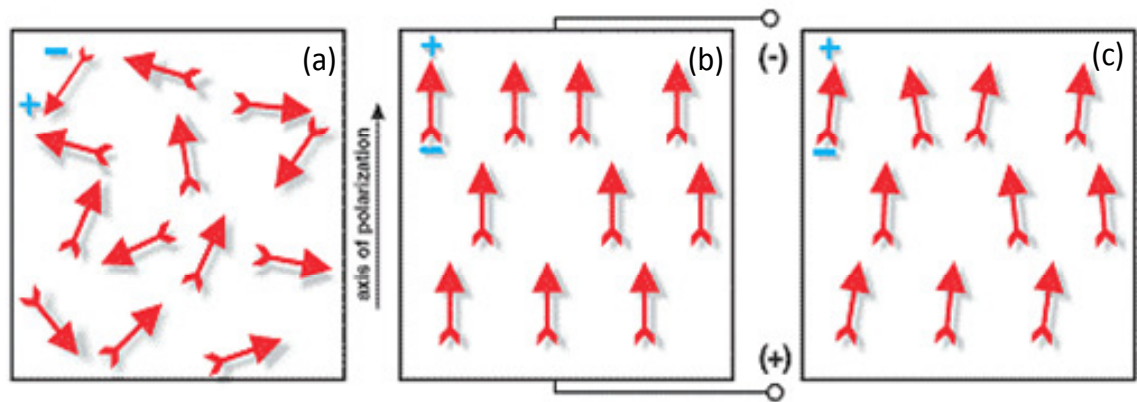 (a)
−
+
axis of polarization
(b)
+
−
(-)
(+)
(c)
+
−